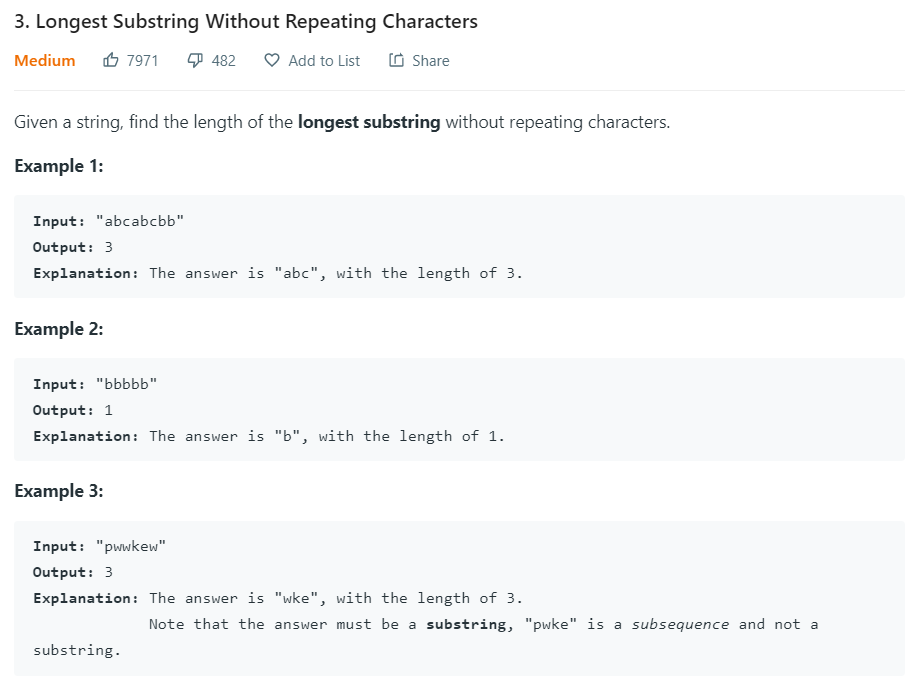 3. Longest Substring Without Repeating Characters
Medium 7971 482 Add to List Share
Given a string, find the length of the longest substring without repeating characters.
Example 1:
Input: "abcabcbb"
Output: 3
Explanation: The answer is "abc", with the length of 3.
Example 2:
Input: "bbbbb"
Output: 1
Explanation: The answer is "b", with the length of 1.
Example 3:
Input: "pwwkew"
Output: 3
Explanation: The answer is "wke", with the length of 3.
Note that the answer must be a substring, "pwke" is a subsequence and not a
substring.